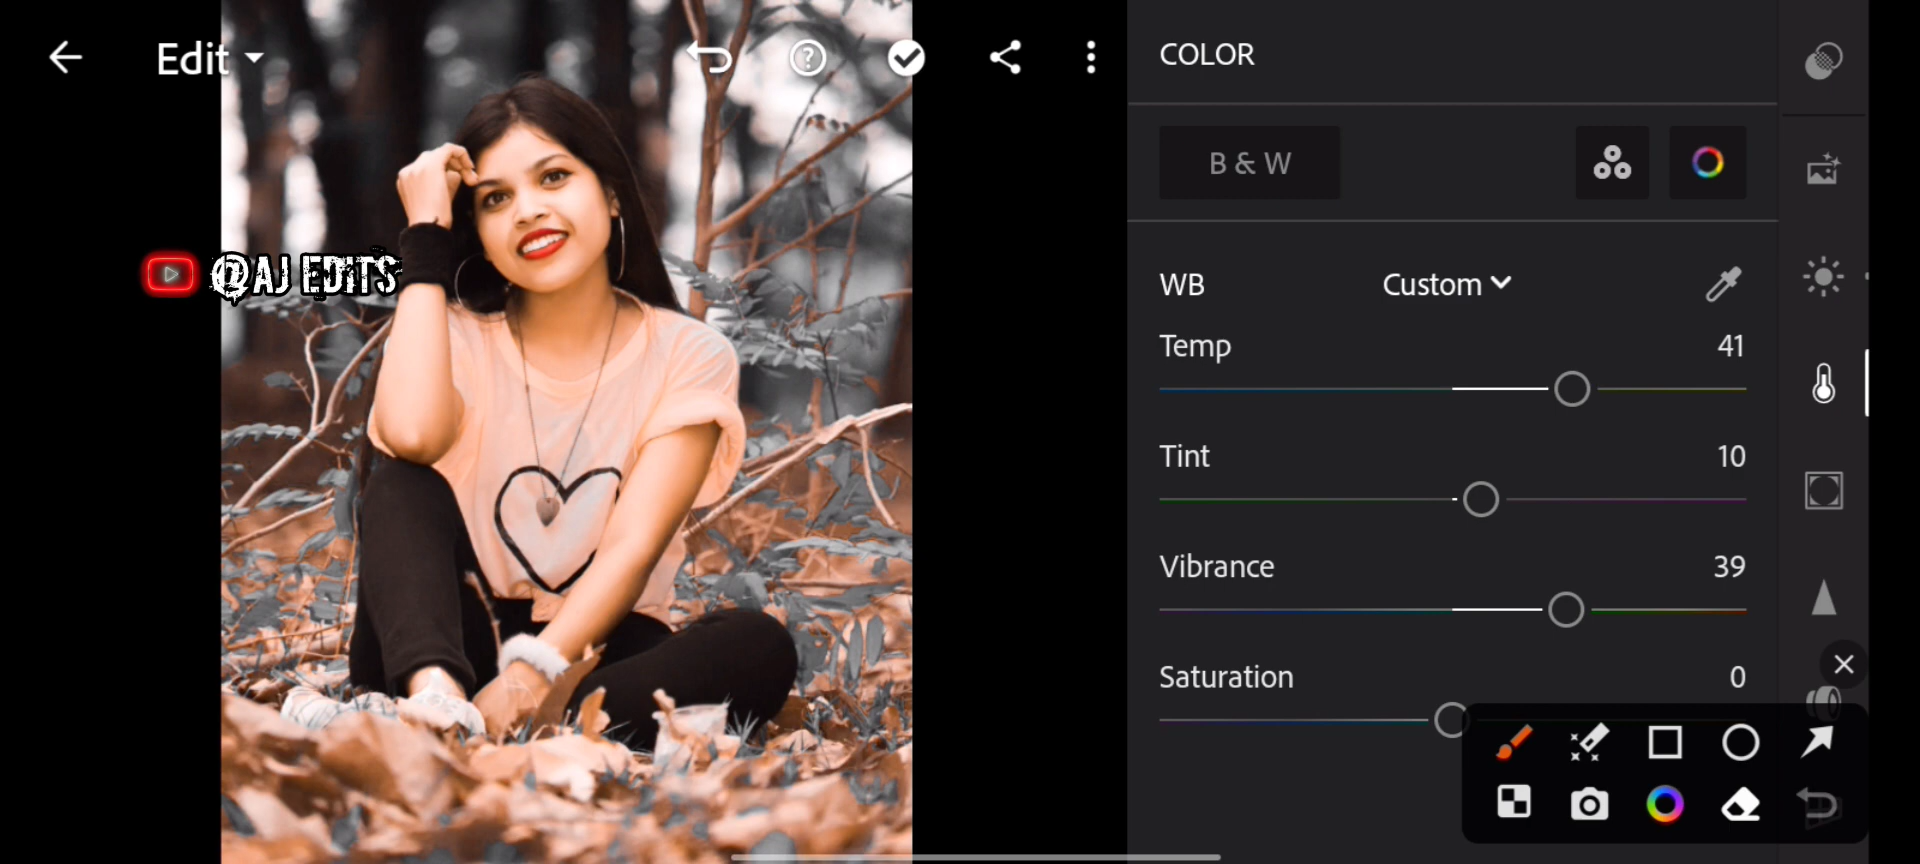 Edit
COLOR
B & W
@AJ EDITS
WB Custom
Temp 41
Tint 10
Vibrance 39
Saturation 0